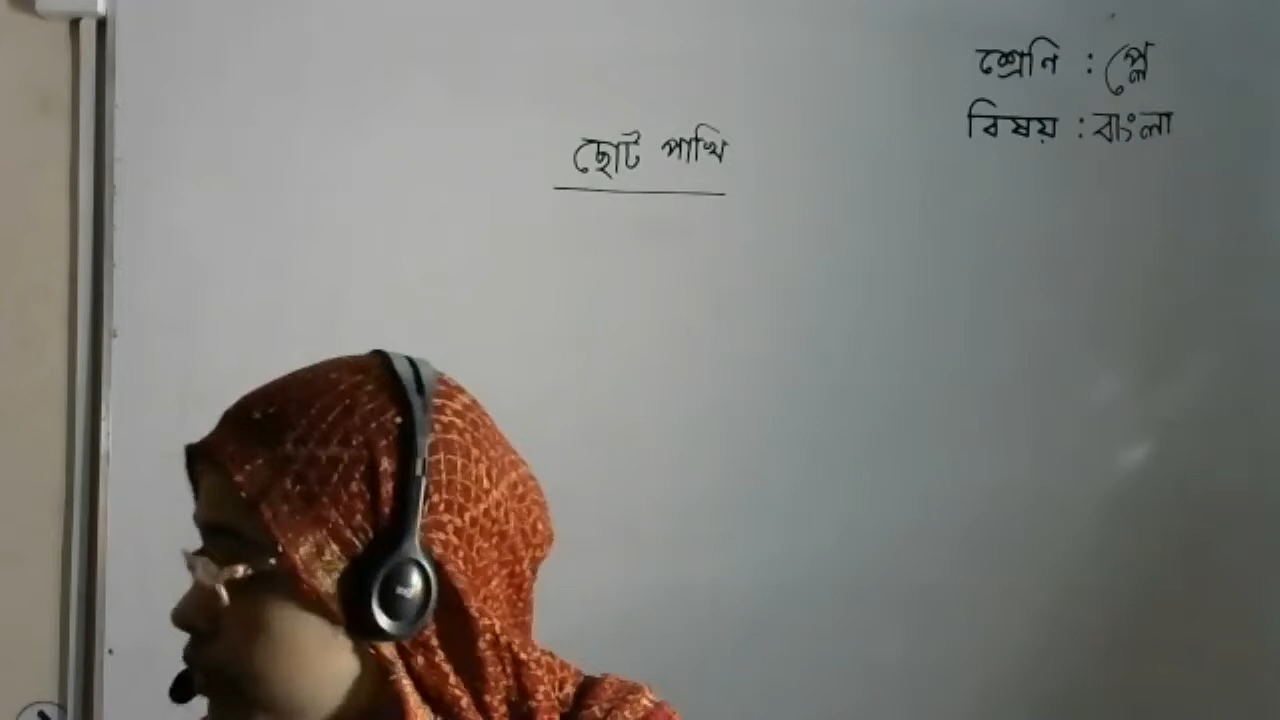 শ্রেণি : প্লে
বিষয় : বাংলা
ছোট পাখি